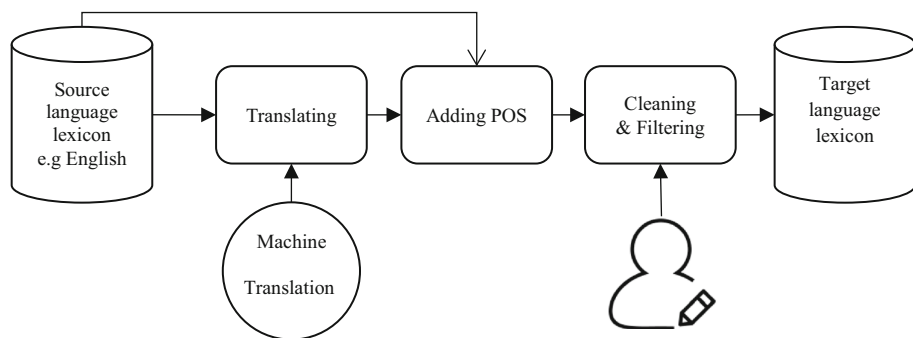 Source
language
lexicon
e.g English
Translating
Adding POS
Cleaning
& Filtering
Target
language
lexicon
Machine
Translation